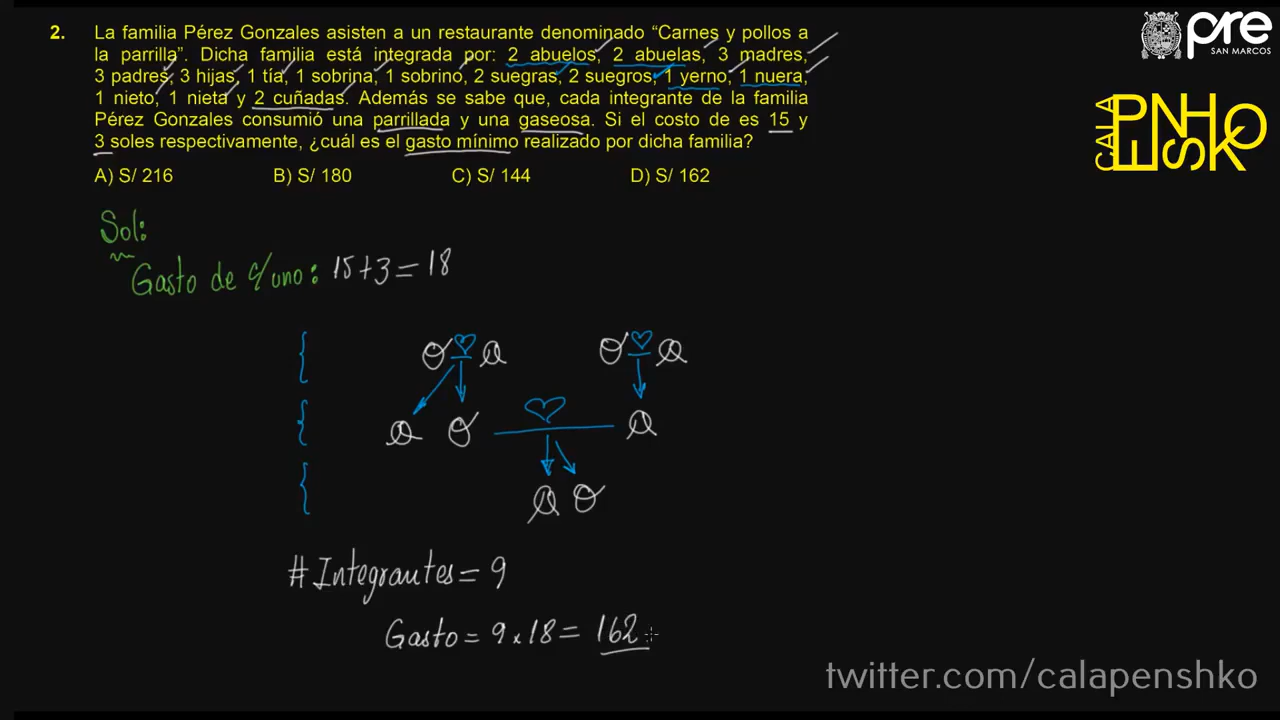 2. La familia Pérez Gonzales asisten a un restaurante denominado “Carnes y pollos a
la parrilla”. Dicha familia está integrada por: 2 abuelos, 2 abuelas, 3 madres,
3 padres, 3 hijas, 1 tía, 1 sobrina, 1 sobrino, 2 suegras, 2 suegros, 1 yerno, 1 nuera,
1 nieto, 1 nieta y 2 cuñadas. Además se sabe que, cada integrante de la familia
Pérez Gonzales consumió una parrillada y una gaseosa. Si el costo de es 15 y
3 soles respectivamente, ¿cuál es el gasto mínimo realizado por dicha familia?
A) S/ 216 B) S/ 180 C) S/ 144 D) S/ 162
pre
SAN MARCOS
CALA
PENSHKO
Sol:
Gasto de c/uno: 15+3=18
# Integrantes = 9
Gasto = 9 x 18 = 162
twitter.com/calapenshko